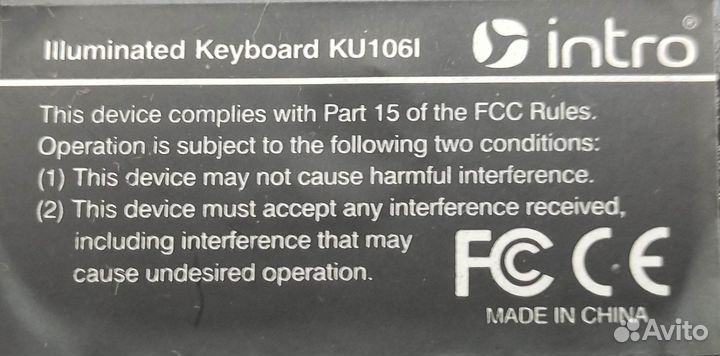 Illuminated Keyboard KU106I
intro®
This device complies with Part 15 of the FCC Rules.
Operation is subject to the following two conditions:
(1) This device may not cause harmful interference.
(2) This device must accept any interference received,
including interference that may
cause undesired operation.
FC CE
MADE IN CHINA
Avito